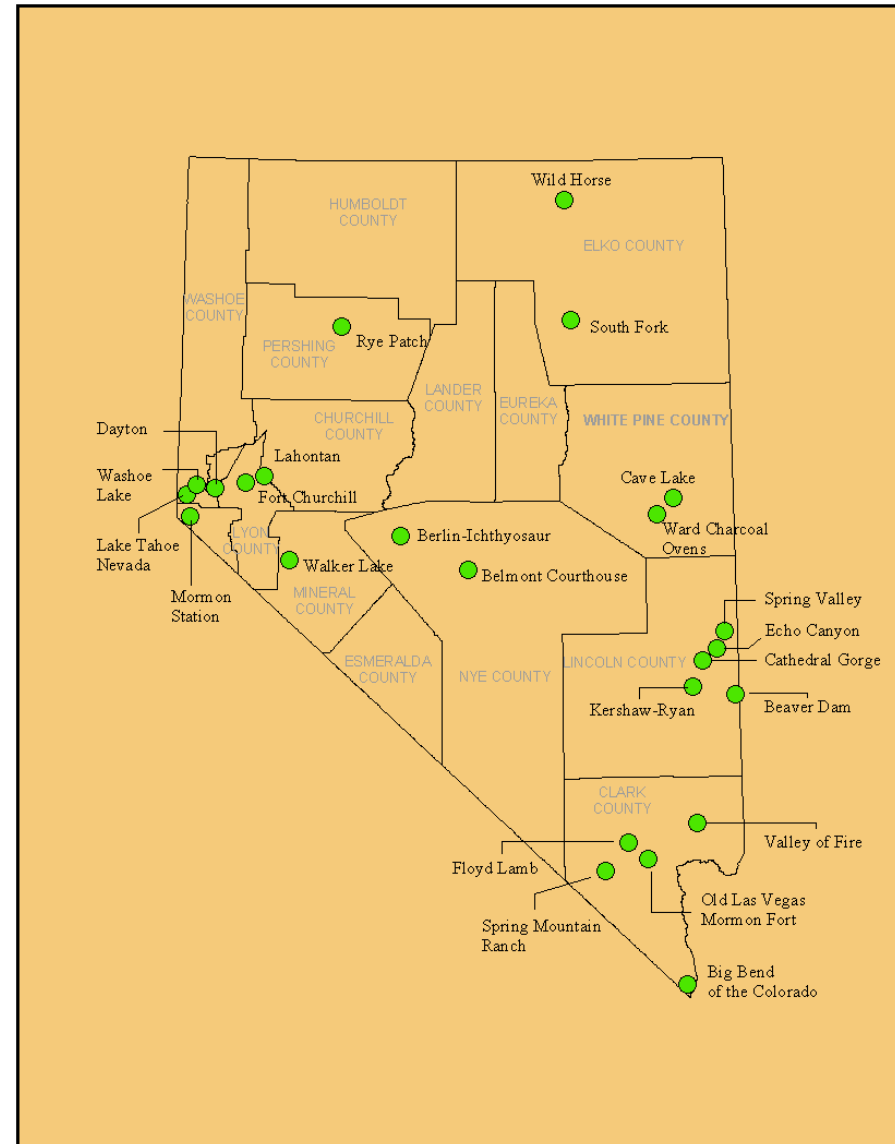 Wild Horse
HUMBOLDT
COUNTY
ELKO COUNTY
WASHOE
COUNTY
South Fork
Rye Patch
PERSHING
COUNTY
LANDER
COUNTY
EUREKA
COUNTY
WHITE PINE COUNTY
CHURCHILL
COUNTY
Dayton
Lahontan
Washoe
Lake
Fort Churchill
Cave Lake
Ward Charcoal
Ovens
LYON
COUNTY
Berlin-Ichthyosaur
Lake Tahoe
Nevada
Walker Lake
Belmont Courthouse
Mormon
Station
MINERAL
COUNTY
Spring Valley
Echo Canyon
ESMERALDA
COUNTY
NYE COUNTY
LINCOLN COUNTY
Cathedral Gorge
Kershaw-Ryan
Beaver Dam
CLARK
COUNTY
Valley of Fire
Floyd Lamb
Old Las Vegas
Mormon Fort
Spring Mountain
Ranch
Big Bend
of the Colorado